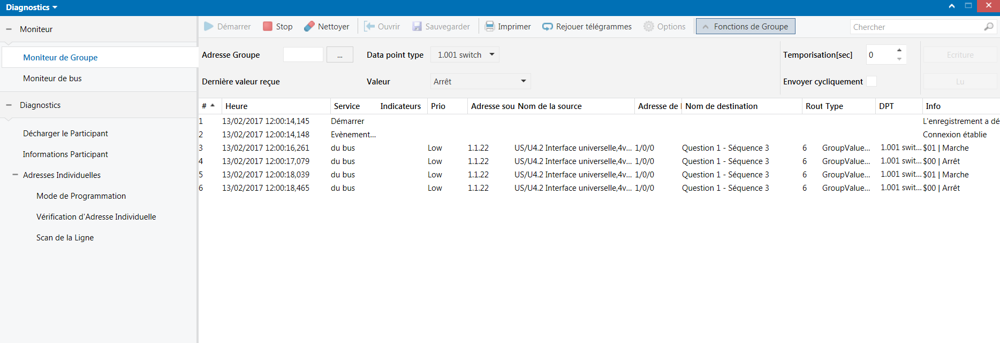 Diagnostics
Moniteur
Moniteur de Groupe
Moniteur de bus
Diagnostics
Décharger le Participant
Informations Participant
Adresses Individuelles
Mode de Programmation
Vérification d'Adresse Individuelle
Scan de la Ligne
Démarrer Stop Nettoyer Ouvrir Sauvegarder Imprimer Rejouer télégrammes Options Fonctions de Groupe Chercher
Adresse Groupe ... Data point type 1.001 switch Temporisation[sec] 0 Ecriture
Dernière valeur reçue Valeur Arrêt Envoyer cycliquement Lu
# Heure Service Indicateurs Prio Adresse sou Nom de la source Adresse de l Nom de destination Rout Type DPT Info
1 13/02/2017 12:00:14,145 Démarrer L'enregistrement a dé
2 13/02/2017 12:00:14,148 Evènement... Connexion établie
3 13/02/2017 12:00:16,261 du bus Low 1.1.22 US/U4.2 Interface universelle,4v... 1/0/0 Question 1 - Séquence 3 6 GroupValue... 1.001 swit... $01 | Marche
4 13/02/2017 12:00:17,079 du bus Low 1.1.22 US/U4.2 Interface universelle,4v... 1/0/0 Question 1 - Séquence 3 6 GroupValue... 1.001 swit... $00 | Arrêt
5 13/02/2017 12:00:18,039 du bus Low 1.1.22 US/U4.2 Interface universelle,4v... 1/0/0 Question 1 - Séquence 3 6 GroupValue... 1.001 swit... $01 | Marche
6 13/02/2017 12:00:18,465 du bus Low 1.1.22 US/U4.2 Interface universelle,4v... 1/0/0 Question 1 - Séquence 3 6 GroupValue... 1.001 swit... $00 | Arrêt